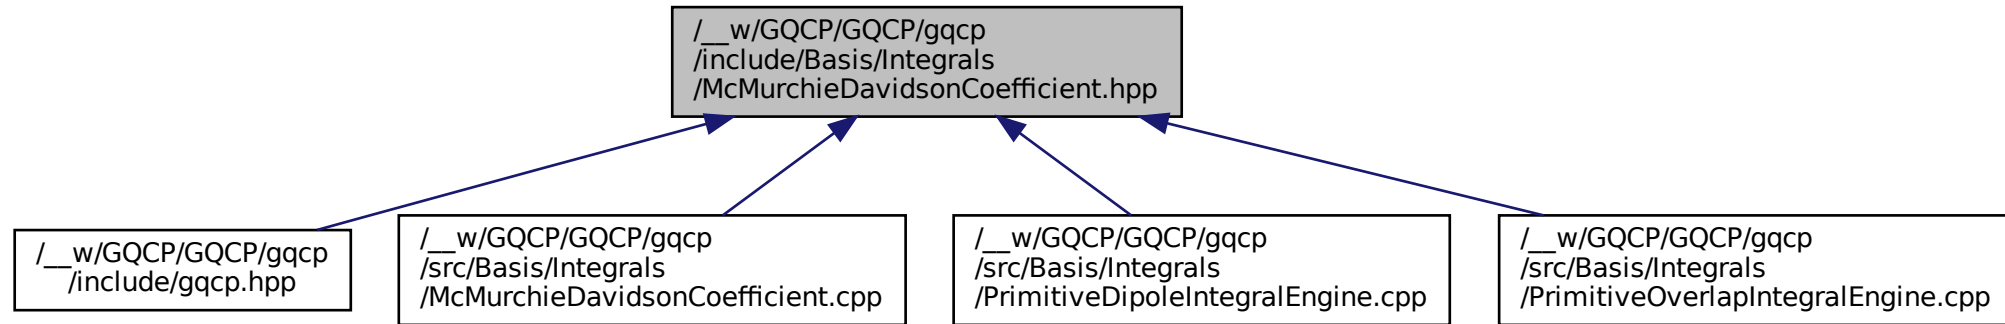 /__w/GQCP/GQCP/gqcp
/include/Basis/Integrals
/McMurchieDavidsonCoefficient.hpp
/__w/GQCP/GQCP/gqcp
/include/gqcp.hpp
/__w/GQCP/GQCP/gqcp
/src/Basis/Integrals
/McMurchieDavidsonCoefficient.cpp
/__w/GQCP/GQCP/gqcp
/src/Basis/Integrals
/PrimitiveDipoleIntegralEngine.cpp
/__w/GQCP/GQCP/gqcp
/src/Basis/Integrals
/PrimitiveOverlapIntegralEngine.cpp